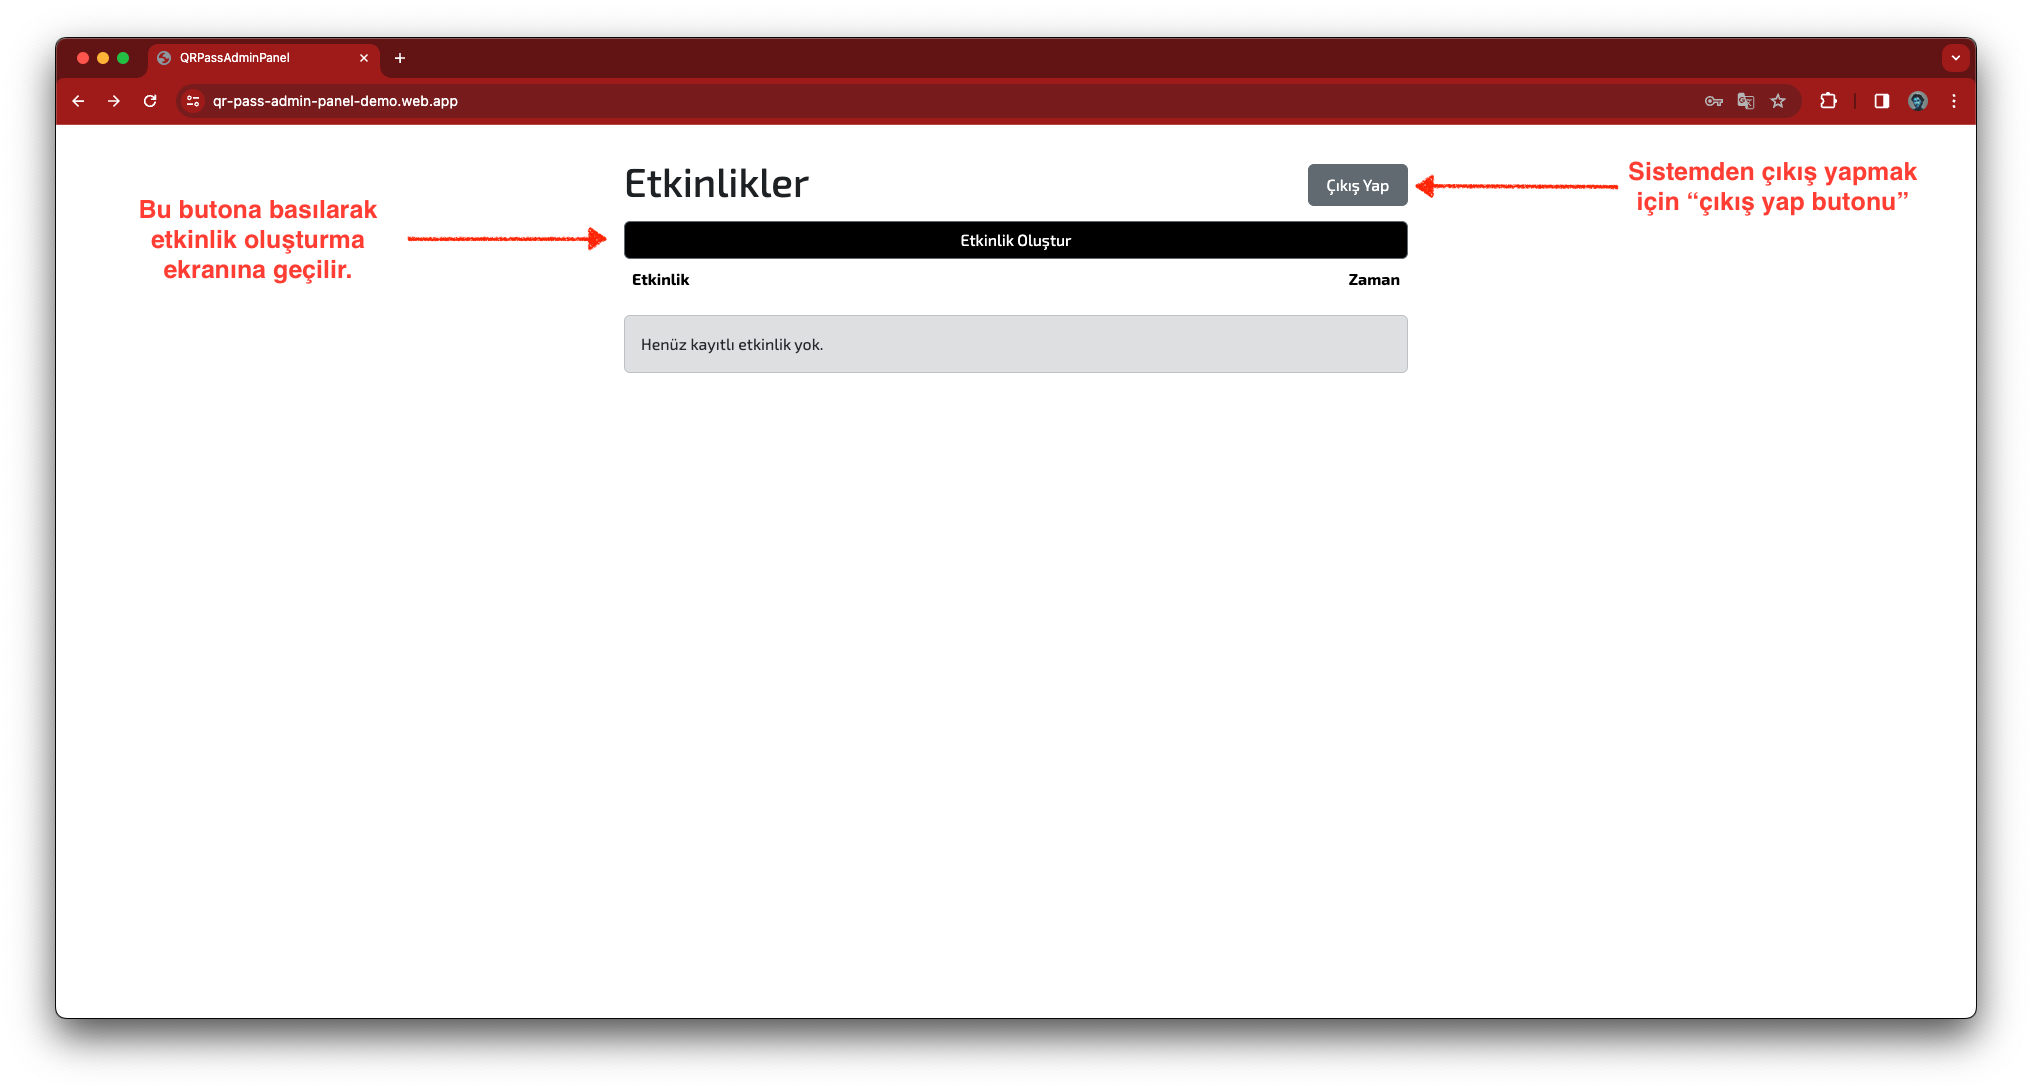 QRPassAdminPanel
qr-pass-admin-panel-demo.web.app
Etkinlikler
Çıkış Yap
Sistemden çıkış yapmak
için “çıkış yap butonu”
Bu butona basılarak
etkinlik oluşturma
ekranına geçilir.
Etkinlik Oluştur
Etkinlik Zaman
Henüz kayıtlı etkinlik yok.